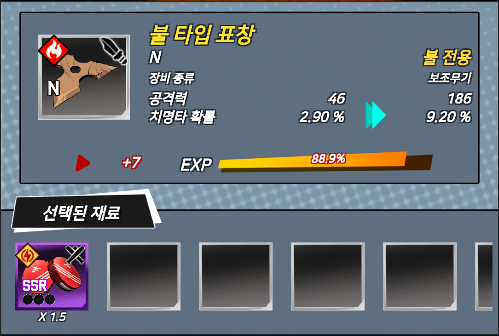 불 타입 표창
N
N
불 전용
장비 종류
보조무기
공격력 46 186
치명타 확률 2.90 % 9.20 %
+7 EXP 88.9%
선택된 재료
SSR
X 1.5